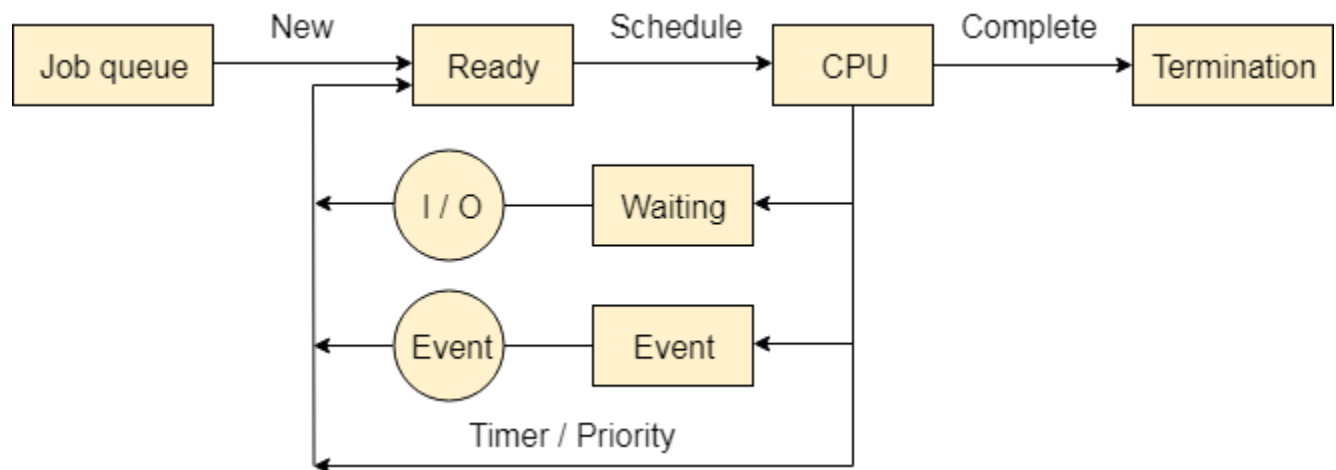 New
Schedule
Complete
Job queue
Ready
CPU
Termination
I / O
Waiting
Event
Event
Timer / Priority